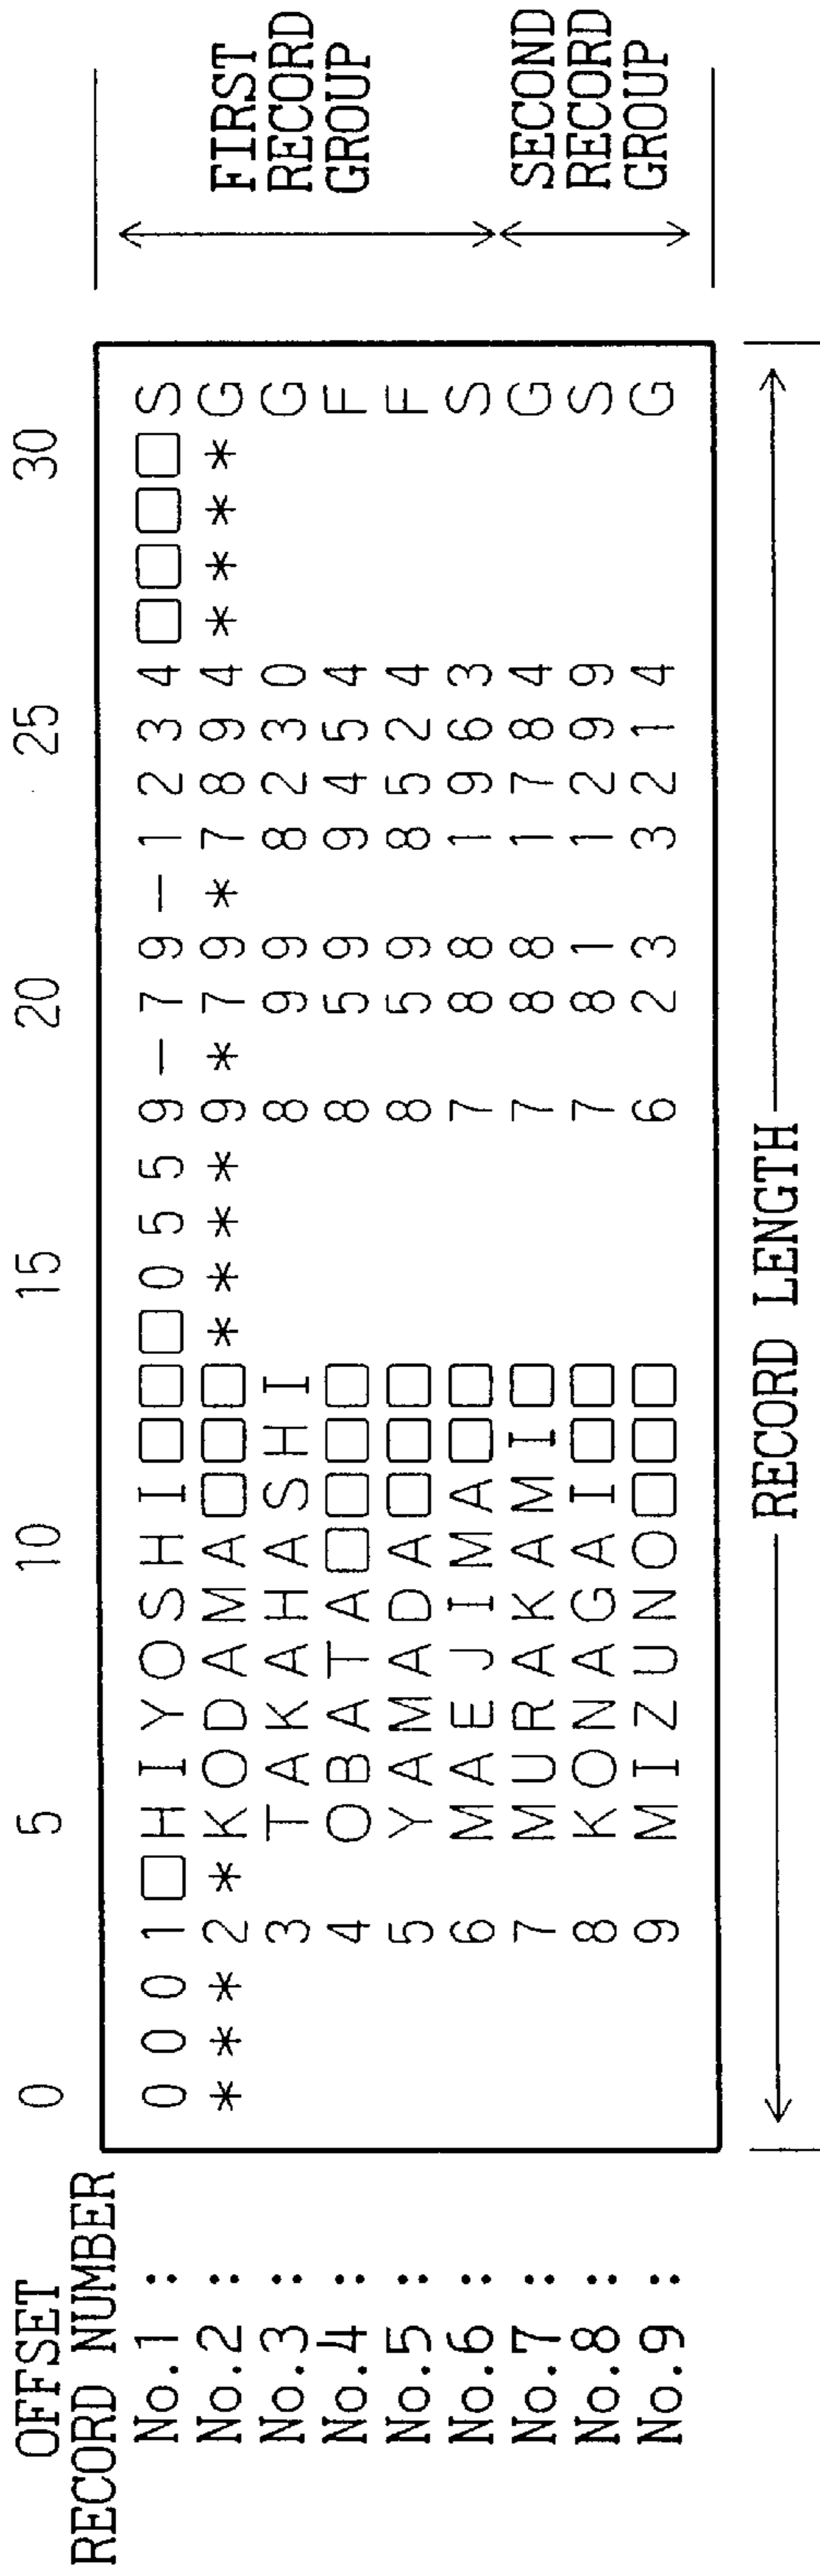 OFFSET 0 5 10 15 20 25 30
RECORD NUMBER
No.1 : 0001□HIYOSHI□□□0559-79-1234□□□□S
No.2 : ***2*KODAMA□□□****9*79*7894****G
No.3 : 3 TAKAHASHI 8 99 8230 G
No.4 : 4 OBATA□□□□ 8 59 9454 F
No.5 : 5 YAMADA□□□ 8 59 8524 F
No.6 : 6 MAEJIMA□□ 7 88 1963 S
No.7 : 7 MURAKAMI□ 7 88 1784 G
No.8 : 8 KONAGAI□□ 7 81 1299 S
No.9 : 9 MIZUNO□□□ 6 23 3214 G
FIRST
RECORD
GROUP
SECOND
RECORD
GROUP
RECORD LENGTH